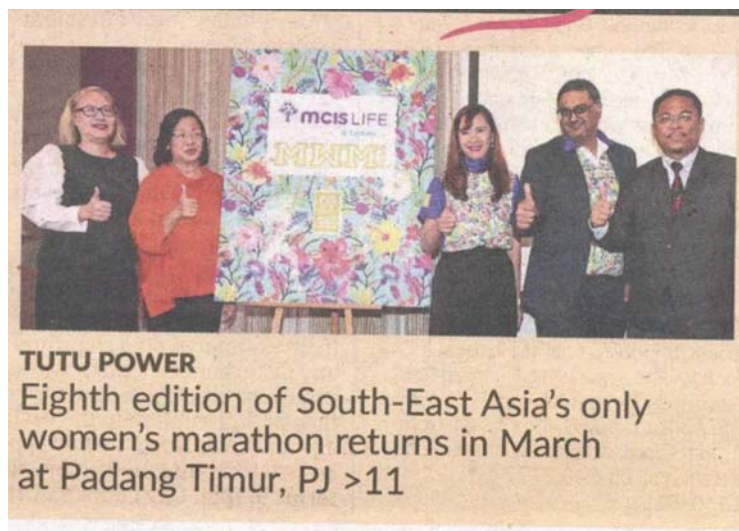 mcis LIFE
MWM
TUTU POWER
Eighth edition of South-East Asia's only
women's marathon returns in March
at Padang Timur, PJ >11